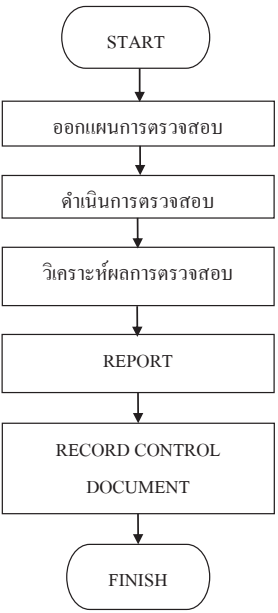 START
ออกแผนการตรวจสอบ
ดำเนินการตรวจสอบ
วิเคราะห์ผลการตรวจสอบ
REPORT
RECORD CONTROL
DOCUMENT
FINISH